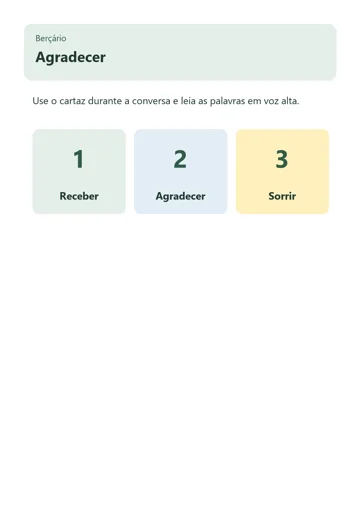 Berçário
Agradecer
Use o cartaz durante a conversa e leia as palavras em voz alta.
1 2 3
Receber Agradecer Sorrir